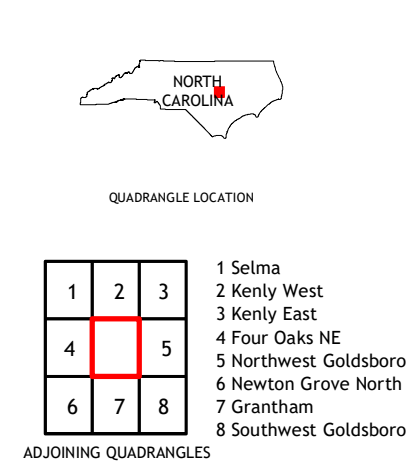 NORTH
CAROLINA
QUADRANGLE LOCATION
1 2 3
4 5
6 7 8
1 Selma
2 Kenly West
3 Kenly East
4 Four Oaks NE
5 Northwest Goldsboro
6 Newton Grove North
7 Grantham
8 Southwest Goldsboro
ADJOINING QUADRANGLES